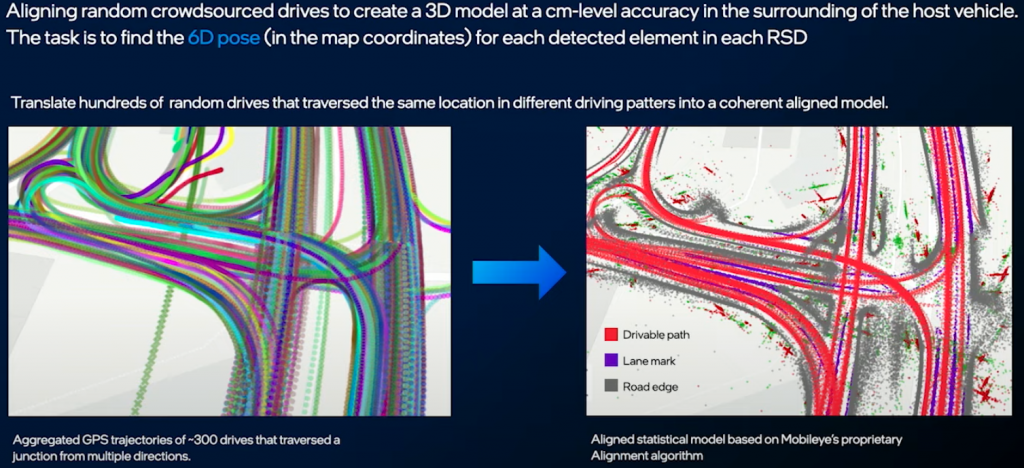 Aligning random crowdsourced drives to create a 3D model at a cm-level accuracy in the surrounding of the host vehicle.
The task is to find the 6D pose (in the map coordinates) for each detected element in each RSD
Translate hundreds of random drives that traversed the same location in different driving patters into a coherent aligned model.
Drivable path
Lane mark
Road edge
Aggregated GPS trajectories of ~300 drives that traversed a
junction from multiple directions.
Aligned statistical model based on Mobileye's proprietary
Alignment algorithm